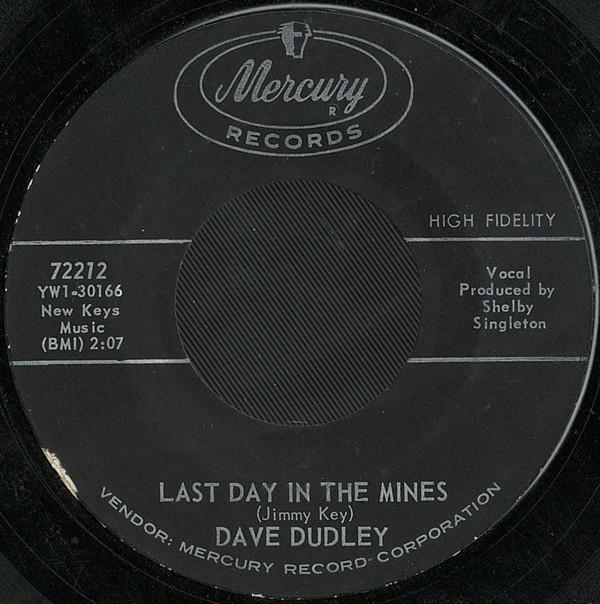 Mercury
R
RECORDS
HIGH FIDELITY
72212
YW1-30166
New Keys
Music
(BMI) 2:07
Vocal
Produced by
Shelby
Singleton
LAST DAY IN THE MINES
(Jimmy Key)
DAVE DUDLEY
VENDOR: MERCURY RECORD-CORPORATION